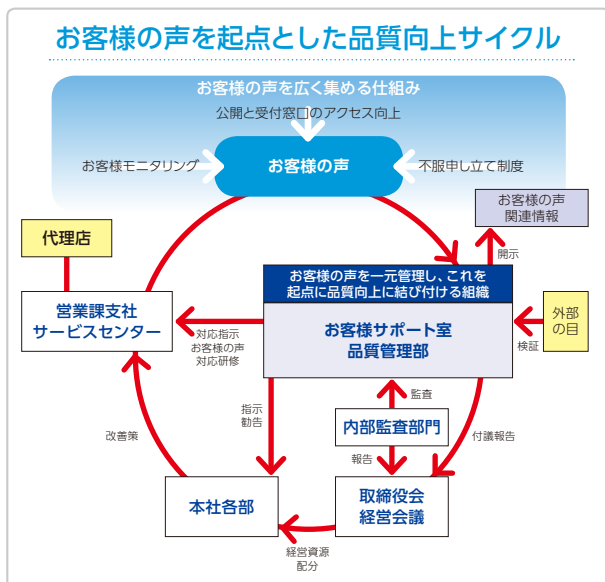 お客様の声を起点とした品質向上サイクル
お客様の声を広く集める仕組み
公開と受付窓口のアクセス向上
お客様モニタリング
お客様の声
不服申し立て制度
お客様の声
関連情報
代理店
開示
お客様の声を一元管理し、これを
起点に品質向上に結び付ける組織
営業課支社
サービスセンター
お客様サポート室
品質管理部
外部
の目
対応指示
お客様の声
対応研修
検証
指示
勧告
監査
改善策
内部監査部門
付議報告
報告
本社各部
取締役会
経営会議
経営資源
配分